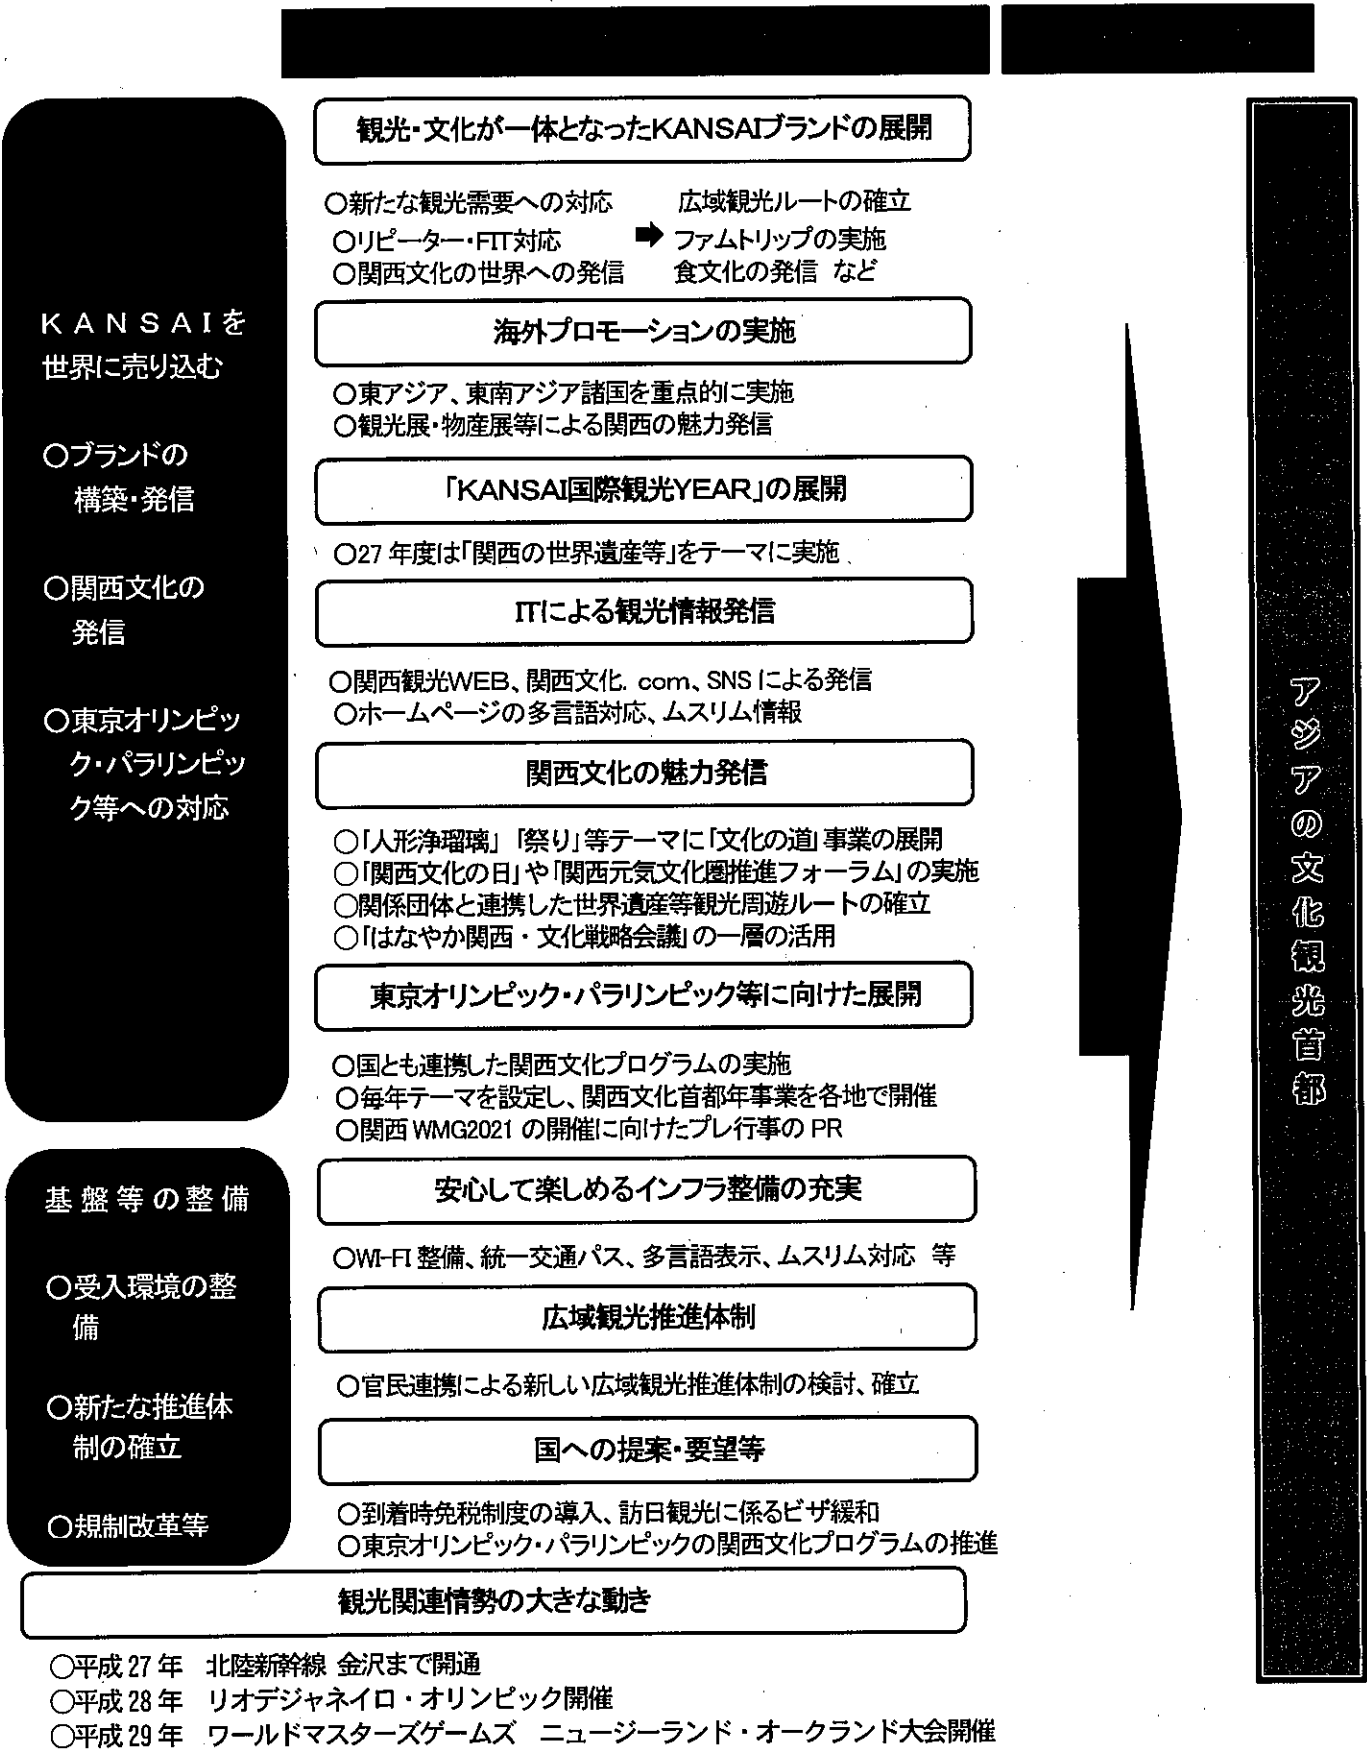 観光・文化が一体となったKANSAIブランドの展開
○新たな観光需要への対応　広域観光ルートの確立
○リピーター・FIT対応　➡ ファムトリップの実施
○関西文化の世界への発信　食文化の発信 など
KANSAIを
世界に売り込む
○ブランドの
構築・発信
○関西文化の
発信
○東京オリンピッ
ク・パラリンピッ
ク等への対応
海外プロモーションの実施
○東アジア、東南アジア諸国を重点的に実施
○観光展・物産展等による関西の魅力発信
「KANSAI国際観光YEAR」の展開
○27年度は「関西の世界遺産等」をテーマに実施
ITによる観光情報発信
○関西観光WEB、関西文化．com、SNSによる発信
○ホームページの多言語対応、ムスリム情報
関西文化の魅力発信
○「人形浄瑠璃」「祭り」等テーマに「文化の道」事業の展開
○「関西文化の日」や「関西元気文化圏推進フォーラム」の実施
○関係団体と連携した世界遺産等観光周遊ルートの確立
○「はなやか関西・文化戦略会議」の一層の活用
東京オリンピック・パラリンピック等に向けた展開
○国とも連携した関西文化プログラムの実施
○毎年テーマを設定し、関西文化首都年事業を各地で開催
○関西WMG2021の開催に向けたプレ行事のPR
基盤等の整備
○受入環境の整
備
○新たな推進体
制の確立
○規制改革等
安心して楽しめるインフラ整備の充実
○WI-FI整備、統一交通パス、多言語表示、ムスリム対応 等
広域観光推進体制
○官民連携による新しい広域観光推進体制の検討、確立
国への提案・要望等
○到着時免税制度の導入、訪日観光に係るビザ緩和
○東京オリンピック・パラリンピックの関西文化プログラムの推進
アジアの文化観光首都
観光関連情勢の大きな動き
○平成27年　北陸新幹線 金沢まで開通
○平成28年　リオデジャネイロ・オリンピック開催
○平成29年　ワールドマスターズゲームズ　ニュージーランド・オークランド大会開催